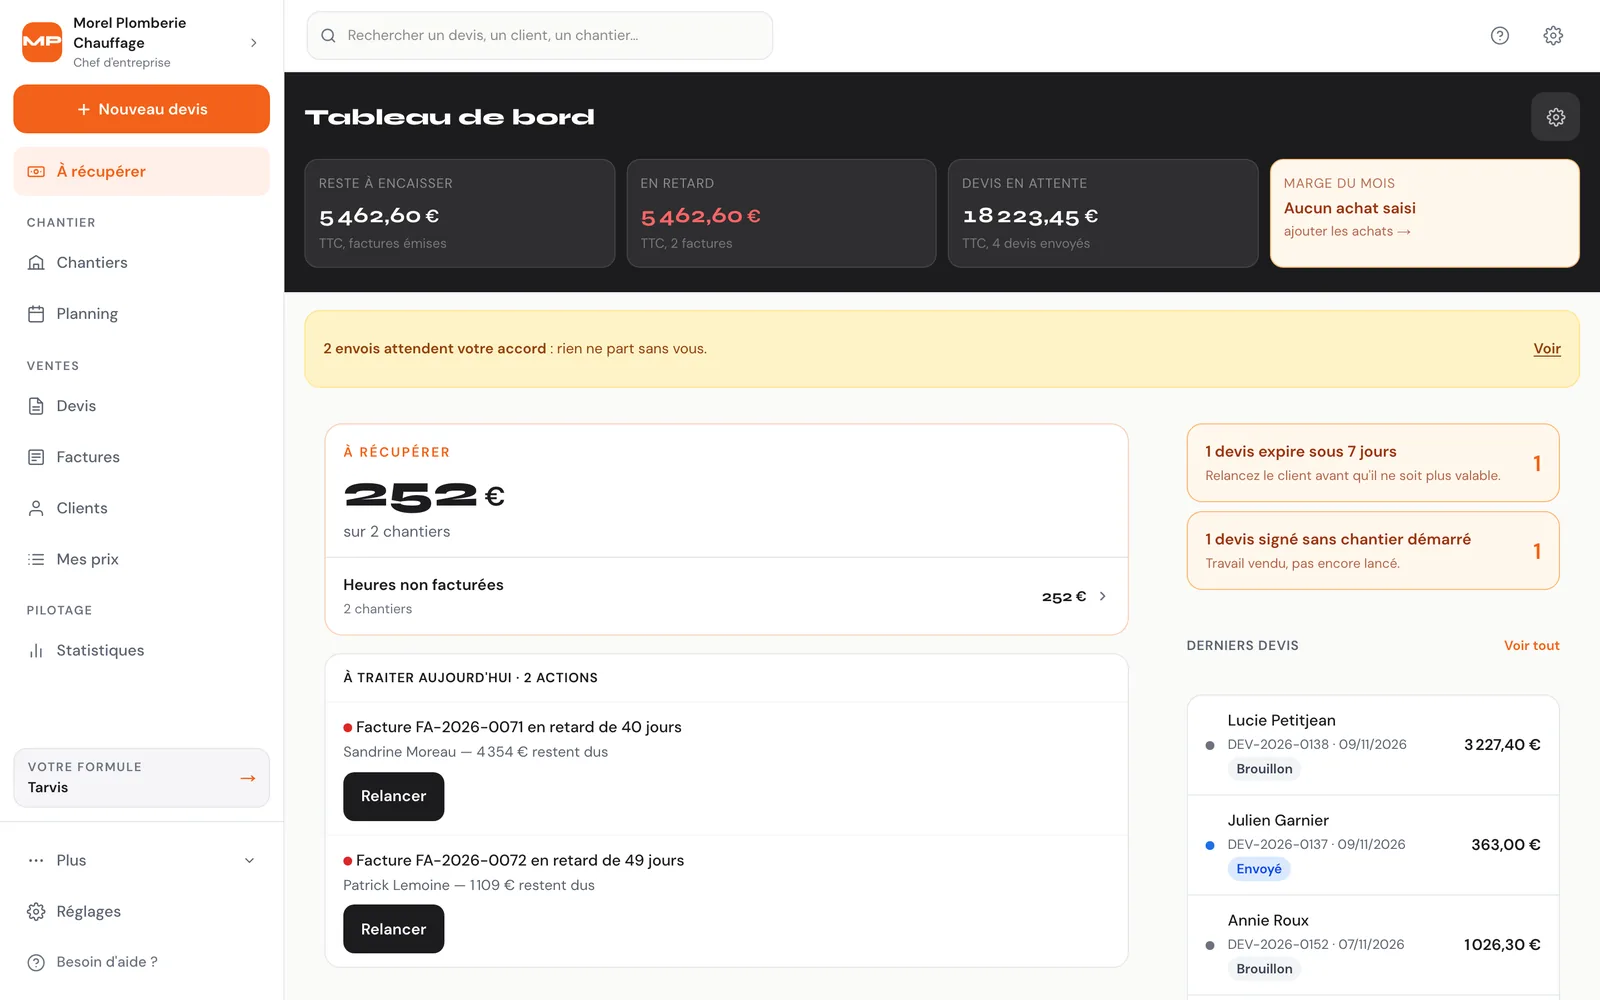 MP
Morel Plomberie
Chauffage
Chef d'entreprise
+ Nouveau devis
À récupérer
CHANTIER
Chantiers
Planning
VENTES
Devis
Factures
Clients
Mes prix
PILOTAGE
Statistiques
VOTRE FORMULE
Tarvis
Plus
Réglages
Besoin d'aide ?
Rechercher un devis, un client, un chantier…
Tableau de bord
RESTE À ENCAISSER
5 462,60 €
TTC, factures émises
EN RETARD
5 462,60 €
TTC, 2 factures
DEVIS EN ATTENTE
18 223,45 €
TTC, 4 devis envoyés
MARGE DU MOIS
Aucun achat saisi
ajouter les achats →
2 envois attendent votre accord : rien ne part sans vous.
Voir
À RÉCUPÉRER
252 €
sur 2 chantiers
Heures non facturées
2 chantiers
252 €
À TRAITER AUJOURD'HUI · 2 ACTIONS
Facture FA-2026-0071 en retard de 40 jours
Sandrine Moreau — 4 354 € restent dus
Relancer
Facture FA-2026-0072 en retard de 49 jours
Patrick Lemoine — 1 109 € restent dus
Relancer
1 devis expire sous 7 jours
Relancez le client avant qu'il ne soit plus valable.
1
1 devis signé sans chantier démarré
Travail vendu, pas encore lancé.
1
DERNIERS DEVIS
Voir tout
Lucie Petitjean
DEV-2026-0138 · 09/11/2026
Brouillon
3 227,40 €
Julien Garnier
DEV-2026-0137 · 09/11/2026
Envoyé
363,00 €
Annie Roux
DEV-2026-0152 · 07/11/2026
Brouillon
1 026,30 €